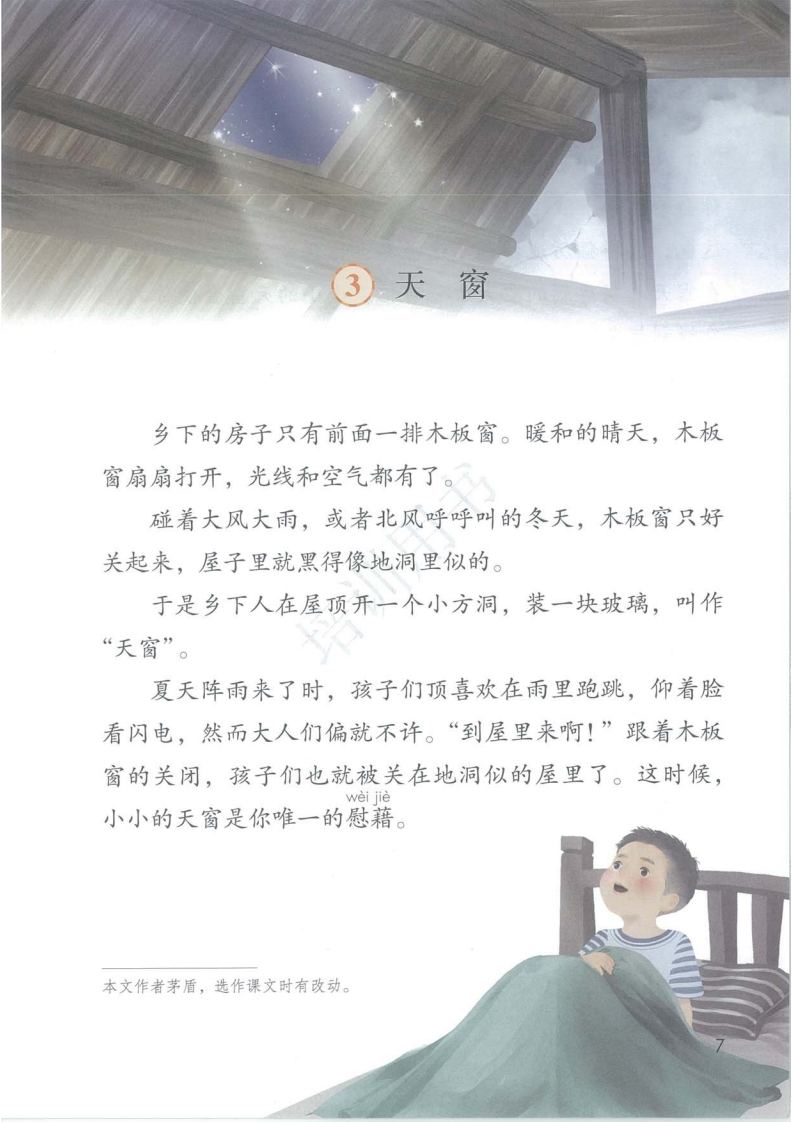 3 天 窗
乡下的房子只有前面一排木板窗。暖和的晴天，木板
窗扇扇打开，光线和空气都有了。
碰着大风大雨，或者北风呼呼叫的冬天，木板窗只好
关起来，屋子里就黑得像地洞里似的。
于是乡下人在屋顶开一个小方洞，装一块玻璃，叫作
“天窗”。
夏天阵雨来了时，孩子们顶喜欢在雨里跑跳，仰着脸
看闪电，然而大人们偏就不许。“到屋里来啊！”跟着木板
窗的关闭，孩子们也就被关在地洞似的屋里了。这时候，
wèi jiè
小小的天窗是你唯一的慰藉。
培训用书
本文作者茅盾，选作课文时有改动。
7